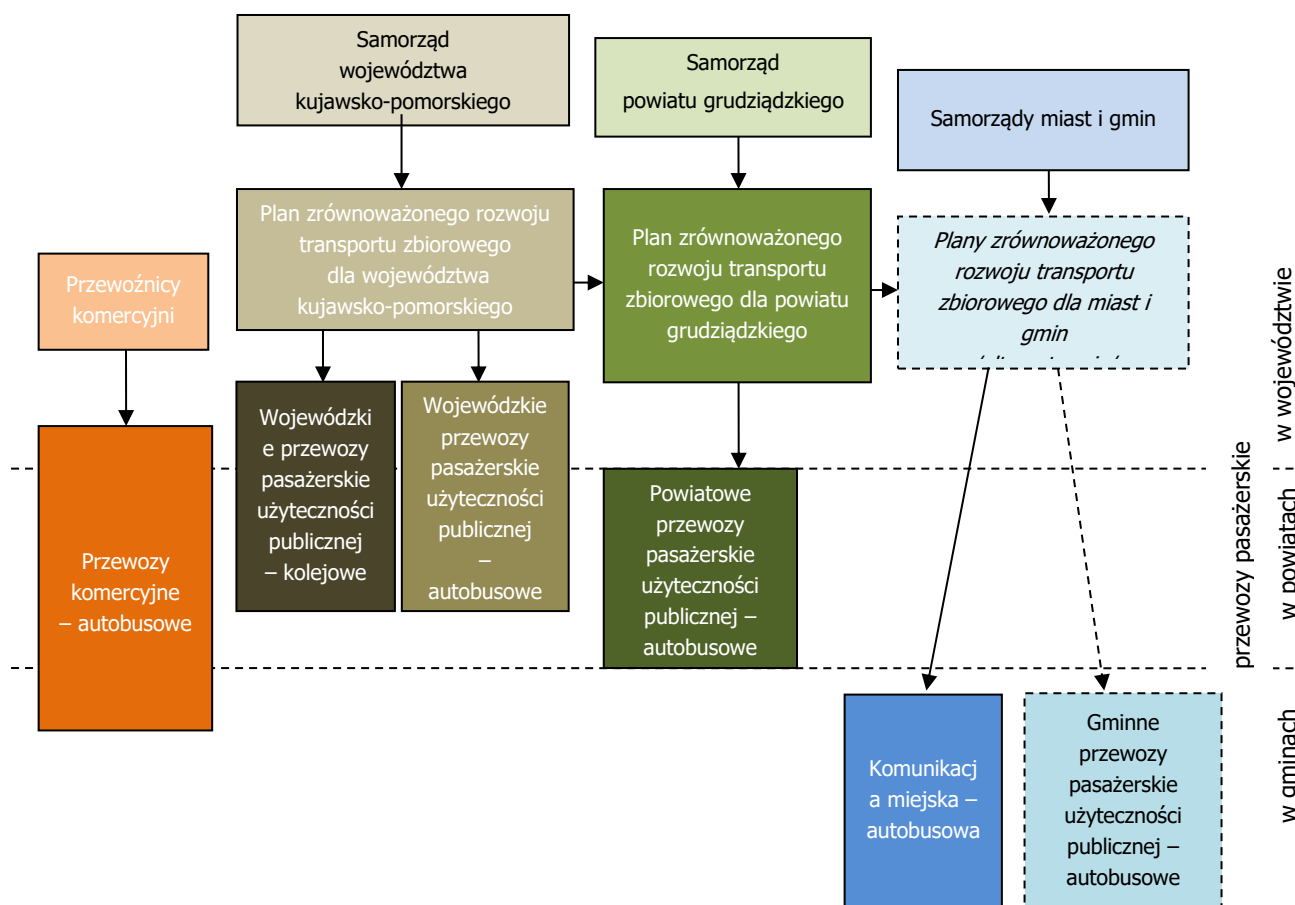 Samorząd
województwa
kujawsko-pomorskiego
Samorząd
powiatu grudziądzkiego
Samorządy miast i gmin
Plan zrównoważonego rozwoju
transportu zbiorowego
dla województwa
kujawsko-pomorskiego
Plan zrównoważonego
rozwoju transportu
zbiorowego dla powiatu
grudziądzkiego
Plany zrównoważonego
rozwoju transportu
zbiorowego dla miast i
gmin
Przewoźnicy
komercyjni
Przewozy
komercyjne
– autobusowe
Wojewódzki
e przewozy
pasażerskie
użyteczności
publicznej
– kolejowe
Wojewódzkie
przewozy
pasażerskie
użyteczności
publicznej
–
autobusowe
Powiatowe
przewozy
pasażerskie
użyteczności
publicznej –
autobusowe
Komunikacj
a miejska –
autobusowa
Gminne
przewozy
pasażerskie
użyteczności
publicznej –
autobusowe
przewozy pasażerskie
w województwie
w powiatach
w gminach